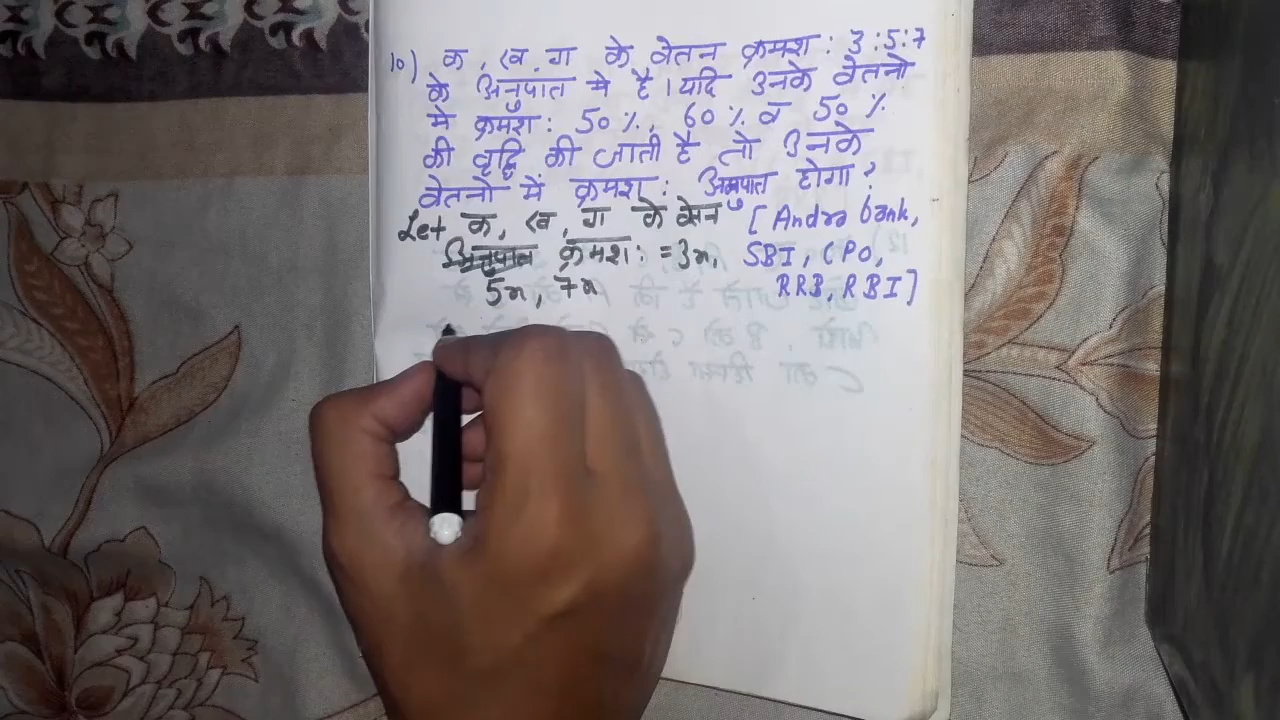 10) क, ख, ग के वेतन क्रमश: 3:5:7
के अनुपात मे है। यदि उनके वेतनो
मे क्रमश: 50 %, 60 % व 50 %
की वृद्धि की जाती है तो उनके
वेतनो में क्रमश: अनुपात होगा?
Let क, ख, ग के वेतन [Andra bank,
क्रमश: = 3x, SBI, CPO,
5x, 7x RRB, RBI]